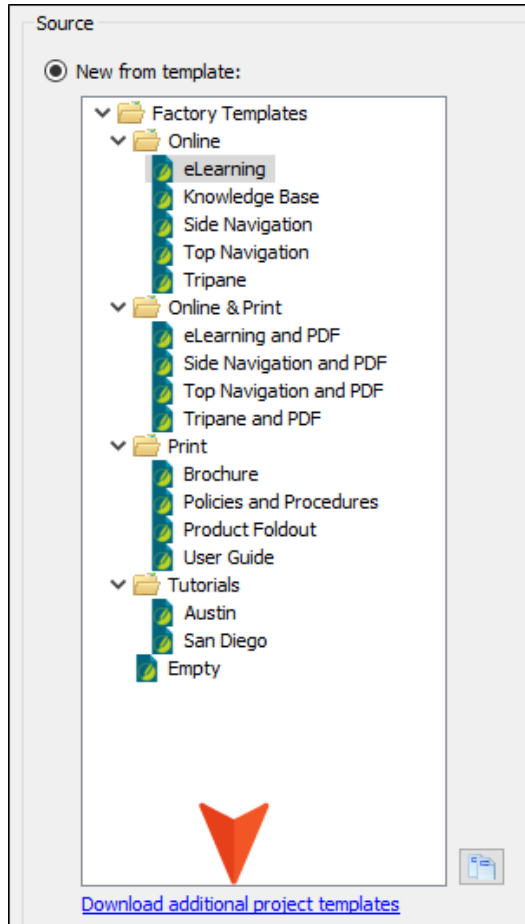 Source
New from template:
Factory Templates
Online
eLearning
Knowledge Base
Side Navigation
Top Navigation
Tripane
Online & Print
eLearning and PDF
Side Navigation and PDF
Top Navigation and PDF
Tripane and PDF
Print
Brochure
Policies and Procedures
Product Foldout
User Guide
Tutorials
Austin
San Diego
Empty
Download additional project templates